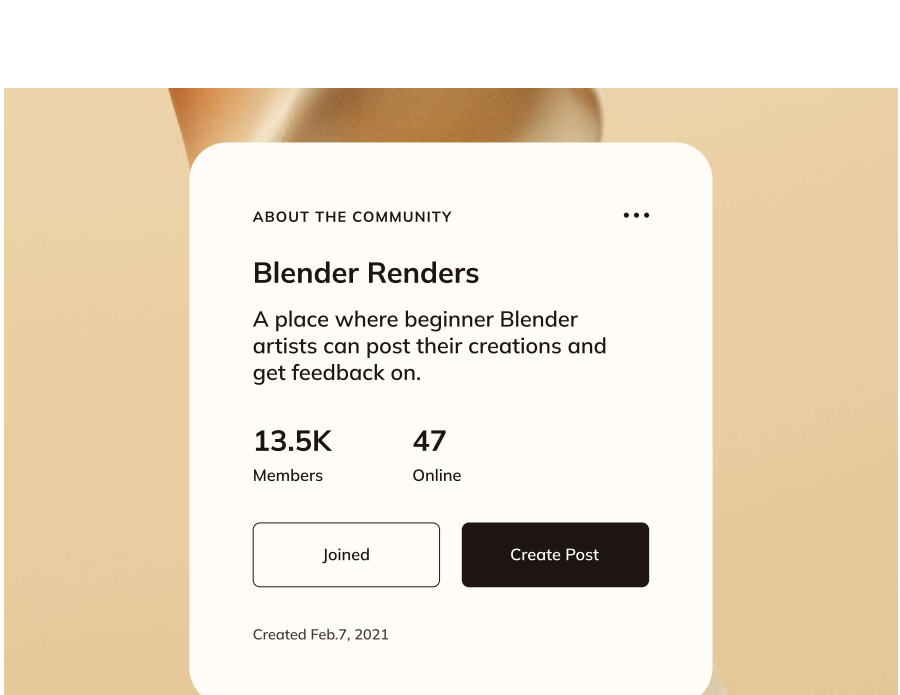 ABOUT THE COMMUNITY
Blender Renders
A place where beginner Blender
artists can post their creations and
get feedback on.
13.5K 47
Members Online
Joined Create Post
Created Feb.7, 2021